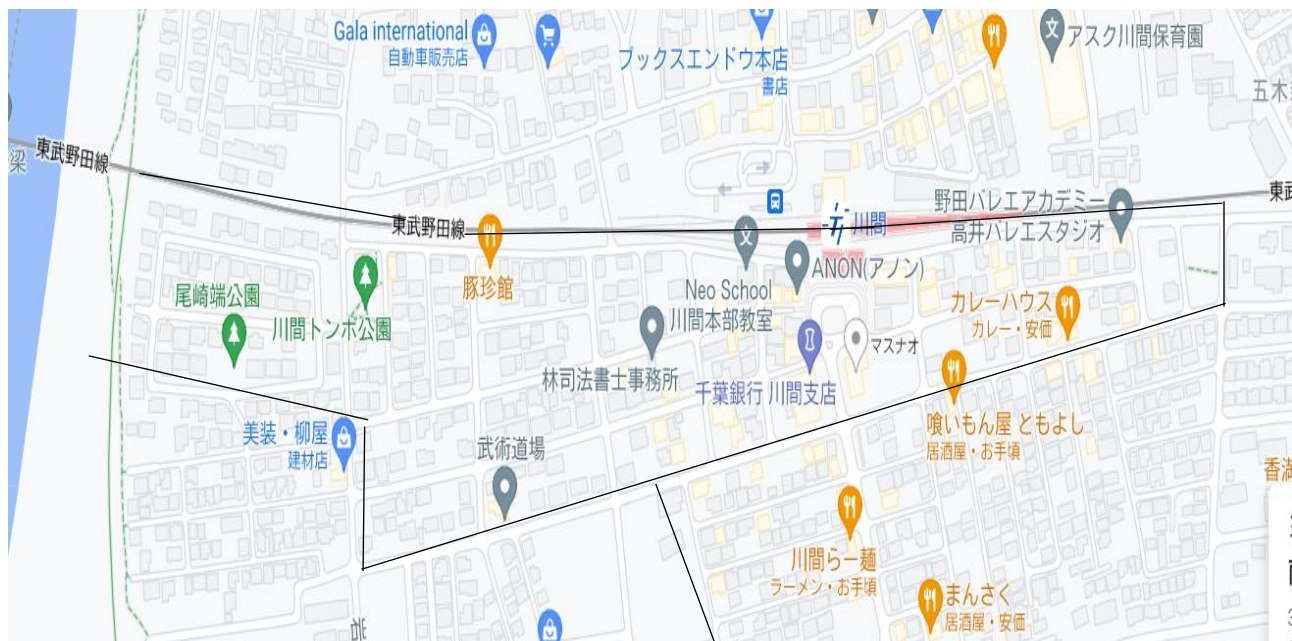 Gala international
自動車販売店
ブックスエンドウ本店
書店
アスク川間保育園
五木
東武野田線
梁
東武野田線
川間
野田バレエアカデミー
高井バレエスタジオ
東武
豚珍館
Neo School
川間本部教室
ANON(アノン)
尾崎端公園
川間トンボ公園
カレーハウス
カレー・安価
マスナオ
林司法書士事務所
千葉銀行 川間支店
美装・柳屋
建材店
武術道場
喰いもん屋 ともよし
居酒屋・お手頃
川間らー麺
ラーメン・お手頃
まんさく
居酒屋・安価
香満
岩